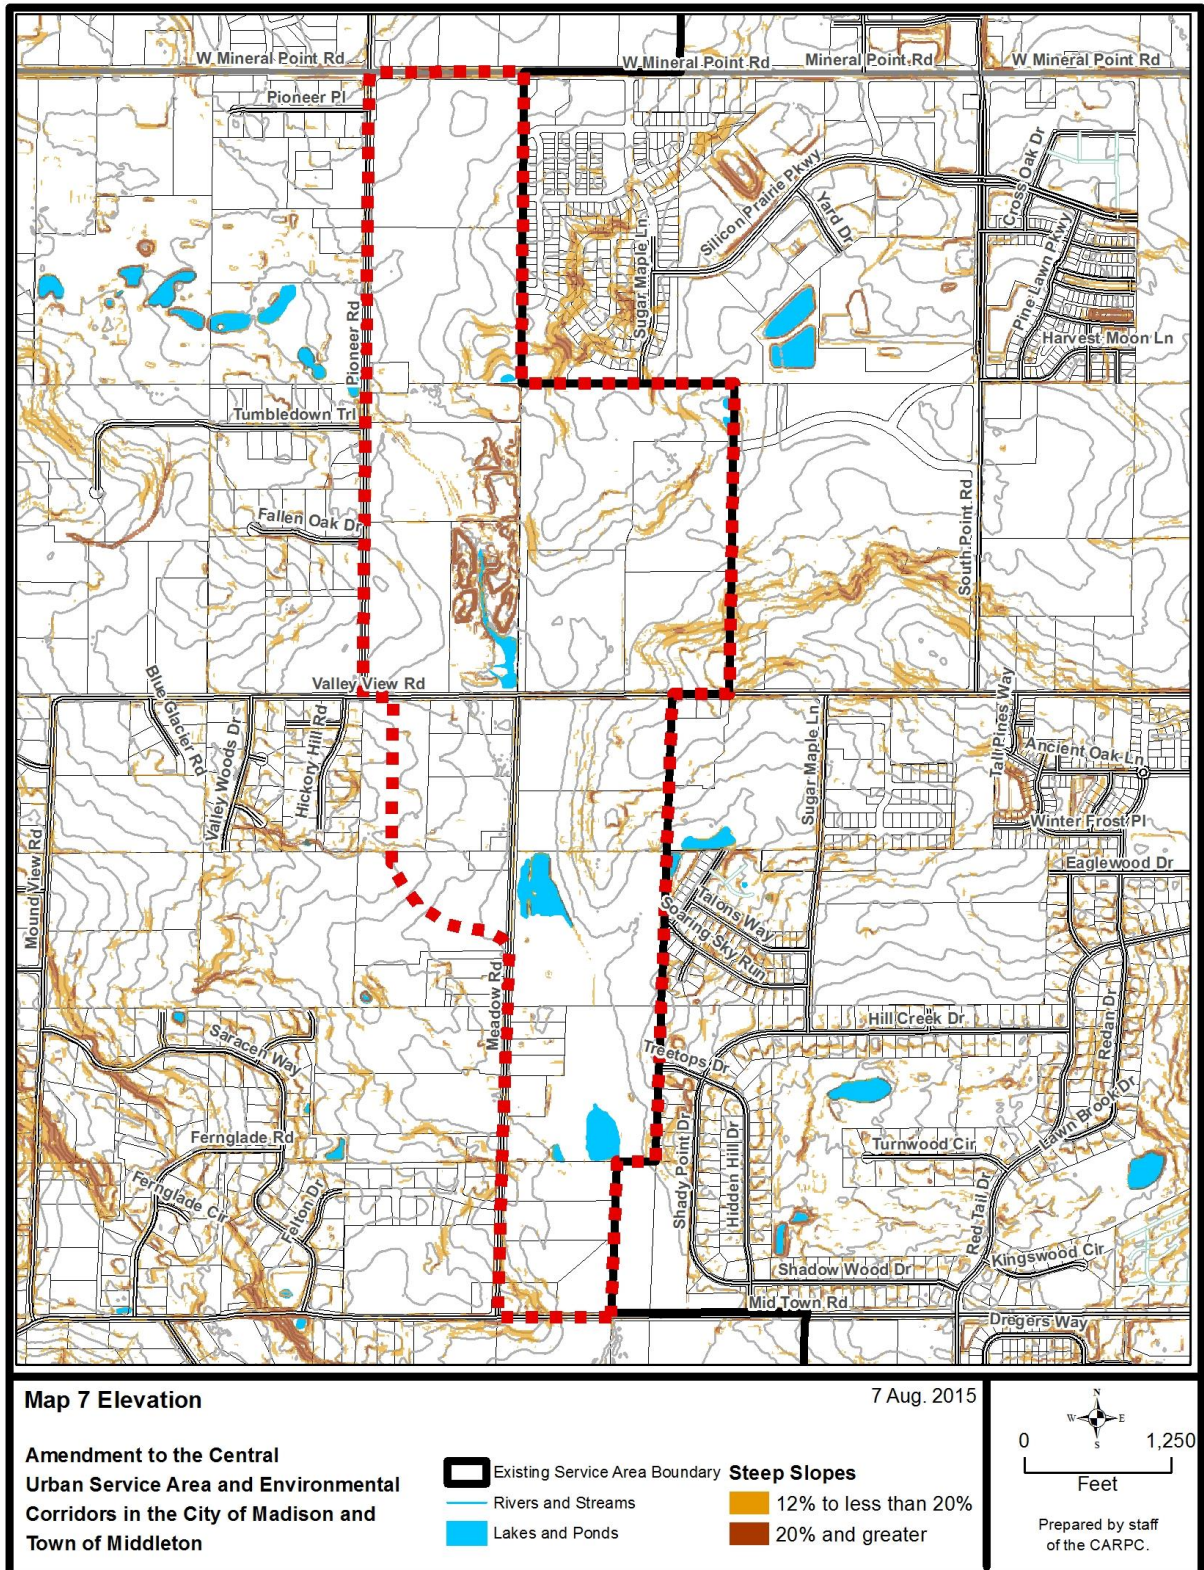 W Mineral Point Rd
W Mineral Point Rd
Mineral Point Rd
W Mineral Point Rd
Pioneer Pl
Cross Oak Dr
Silicon Prairie Pkwy
Yard Dr
Sugar Maple Ln
Pine Lawn Pkwy
Pioneer Rd
Harvest Moon Ln
Tumbledown Trl
Fallen Oak Dr
South Point Rd
Valley View Rd
Blue Glacier Rd
Valley Woods Dr
Hickory Hill Rd
Sugar Maple Ln
Tall Pines Way
Ancient Oak Ln
Winter Frost Pl
Mound View Rd
Eaglewood Dr
Talons Way
Soaring Sky Run
Meadow Rd
Hill Creek Dr
Redan Dr
Saracen Way
Treetops Dr
Lawn Brook Dr
Fernglade Rd
Turnwood Cir
Shady Point Dr
Hidden Hill Dr
Fernglade Cir
Felton Dr
Red Tail Dr
Kingswood Cir
Shadow Wood Dr
Mid Town Rd
Dregers Way
Map 7 Elevation
7 Aug. 2015
Amendment to the Central
Urban Service Area and Environmental
Corridors in the City of Madison and
Town of Middleton
Existing Service Area Boundary
Rivers and Streams
Lakes and Ponds
Steep Slopes
12% to less than 20%
20% and greater
N
W E
S
0 1,250
Feet
Prepared by staff
of the CARPC.